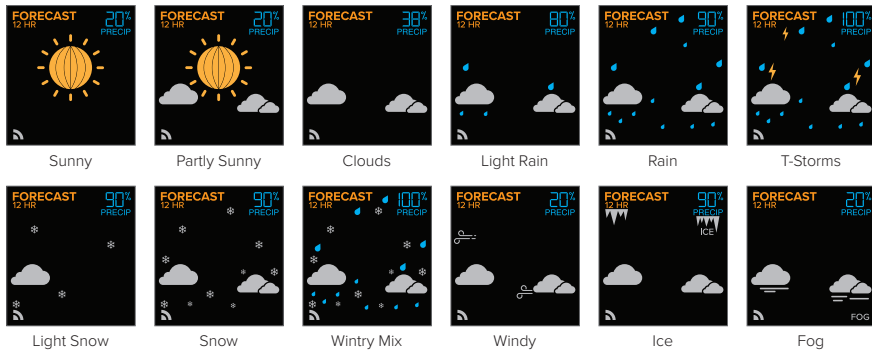 FORECAST 20%
12 HR PRECIP
Sunny
FORECAST 20%
12 HR PRECIP
Partly Sunny
FORECAST 38%
12 HR PRECIP
Clouds
FORECAST 80%
12 HR PRECIP
Light Rain
FORECAST 90%
12 HR PRECIP
Rain
FORECAST 100%
12 HR PRECIP
T-Storms
FORECAST 90%
12 HR PRECIP
Light Snow
FORECAST 90%
12 HR PRECIP
Snow
FORECAST 100%
12 HR PRECIP
Wintry Mix
FORECAST 20%
12 HR PRECIP
Windy
FORECAST 90%
12 HR PRECIP
ICE
Ice
FORECAST 20%
12 HR PRECIP
FOG
Fog